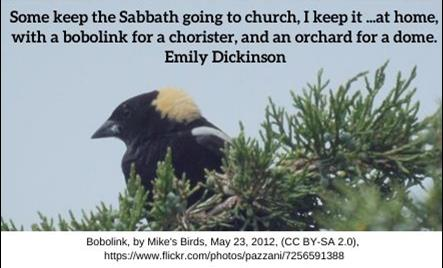 Some keep the Sabbath going to church, I keep it ...at home,
with a bobolink for a chorister, and an orchard for a dome.
Emily Dickinson
Bobolink, by Mike's Birds, May 23, 2012, (CC BY-SA 2.0),
https://www.flickr.com/photos/pazzani/7256591388